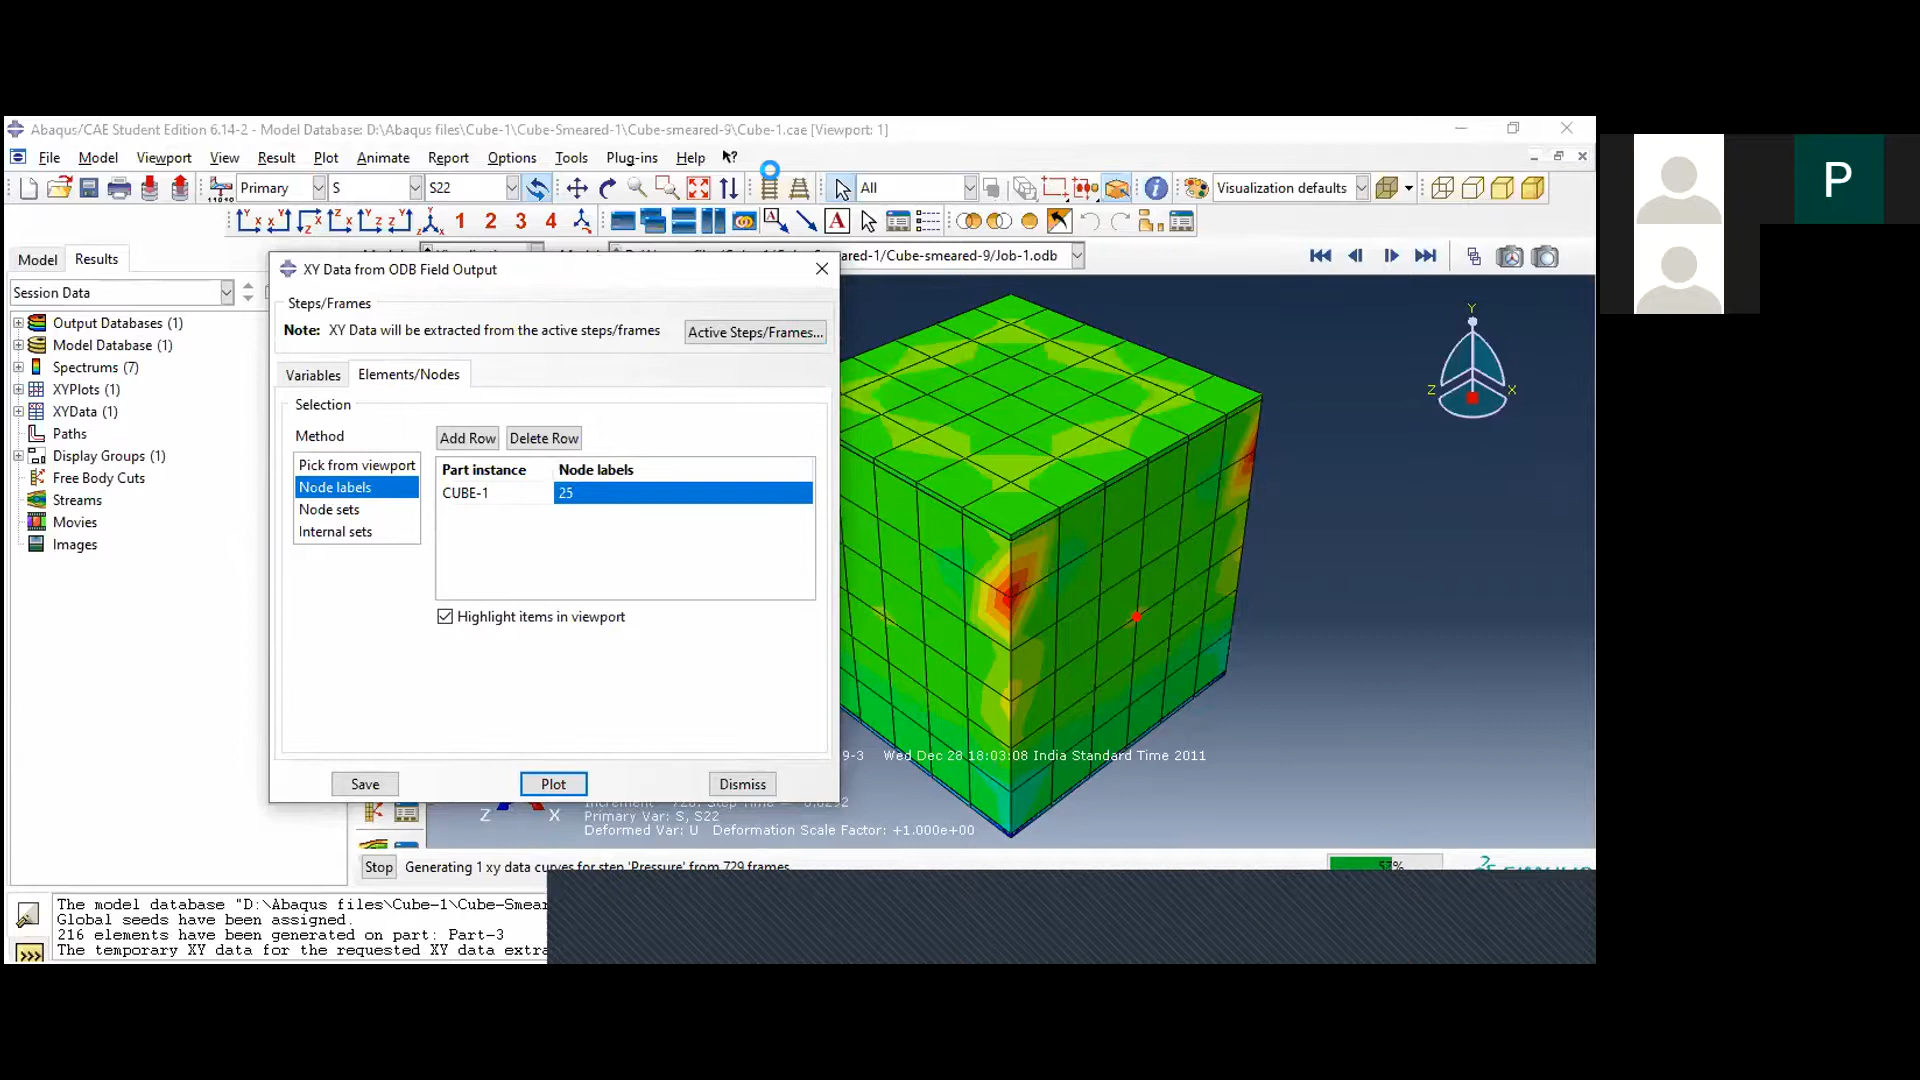 Abaqus/CAE Student Edition 6.14-2 - Model Database: D:\Abaqus files\Cube-1\Cube-Smeared-1\Cube-smeared-9\Cube-1.cae [Viewport: 1]
File Model Viewport View Result Plot Animate Report Options Tools Plug-ins Help
Primary S S22 All Visualization defaults
1 2 3 4 A
Model Results
ared-1/Cube-smeared-9/Job-1.odb
Session Data
Output Databases (1)
Model Database (1)
Spectrums (7)
XYPlots (1)
XYData (1)
Paths
Display Groups (1)
Free Body Cuts
Streams
Movies
Images
XY Data from ODB Field Output
Steps/Frames
Note: XY Data will be extracted from the active steps/frames
Active Steps/Frames...
Variables Elements/Nodes
Selection
Method
Add Row Delete Row
Pick from viewport
Node labels
Node sets
Internal sets
Part instance Node labels
CUBE-1 25
Highlight items in viewport
Save Plot Dismiss
Y
Z X
P
9-3 Wed Dec 28 18:03:08 India Standard Time 2011
Z X
Primary Var: S, S22
Deformed Var: U Deformation Scale Factor: +1.000e+00
Stop Generating 1 xy data curves for step 'Pressure' from 729 frames.
The model database "D:\Abaqus files\Cube-1\Cube-Smear
Global seeds have been assigned.
216 elements have been generated on part: Part-3
The temporary XY data for the requested XY data extra
>>>